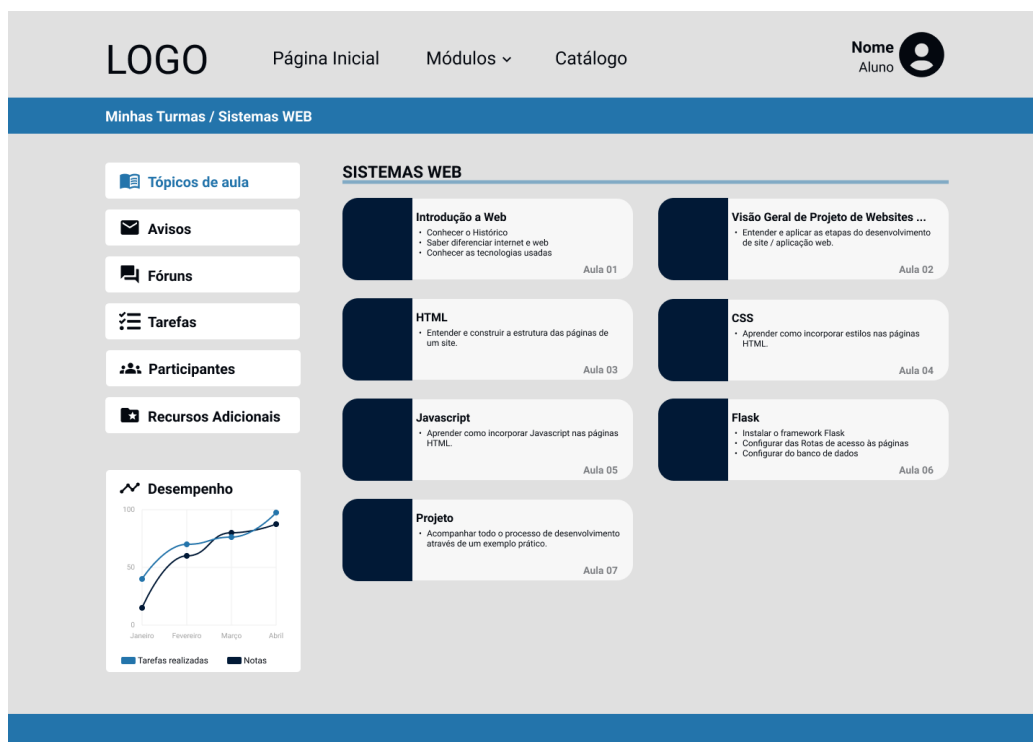 LOGO
Página Inicial
Módulos
Catálogo
Nome
Aluno
Minhas Turmas / Sistemas WEB
Tópicos de aula
Avisos
Fóruns
Tarefas
Participantes
Recursos Adicionais
Desempenho
100
50
0
Janeiro Fevereiro Março Abril
Tarefas realizadas Notas
SISTEMAS WEB
Introdução a Web
• Conhecer o Histórico
• Saber diferenciar internet e web
• Conhecer as tecnologias usadas
Aula 01
Visão Geral de Projeto de Websites ...
• Entender e aplicar as etapas do desenvolvimento
de site / aplicação web.
Aula 02
HTML
• Entender e construir a estrutura das páginas de
um site.
Aula 03
CSS
• Aprender como incorporar estilos nas páginas
HTML.
Aula 04
Javascript
• Aprender como incorporar Javascript nas páginas
HTML.
Aula 05
Flask
• Instalar o framework Flask
• Configurar das Rotas de acesso às páginas
• Configurar do banco de dados
Aula 06
Projeto
• Acompanhar todo o processo de desenvolvimento
através de um exemplo prático.
Aula 07